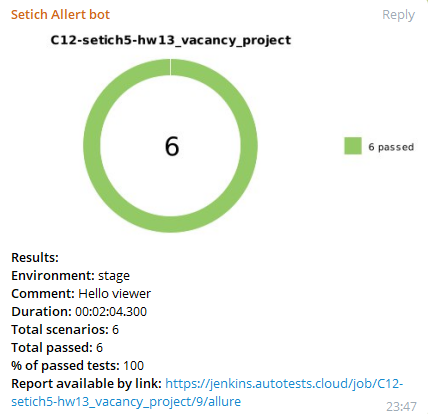 Setich Allert bot Reply
C12-setich5-hw13_vacancy_project
6
6 passed
Results:
Environment: stage
Comment: Hello viewer
Duration: 00:02:04.300
Total scenarios: 6
Total passed: 6
% of passed tests: 100
Report available by link: https://jenkins.autotests.cloud/job/C12-
setich5-hw13_vacancy_project/9/allure
23:47